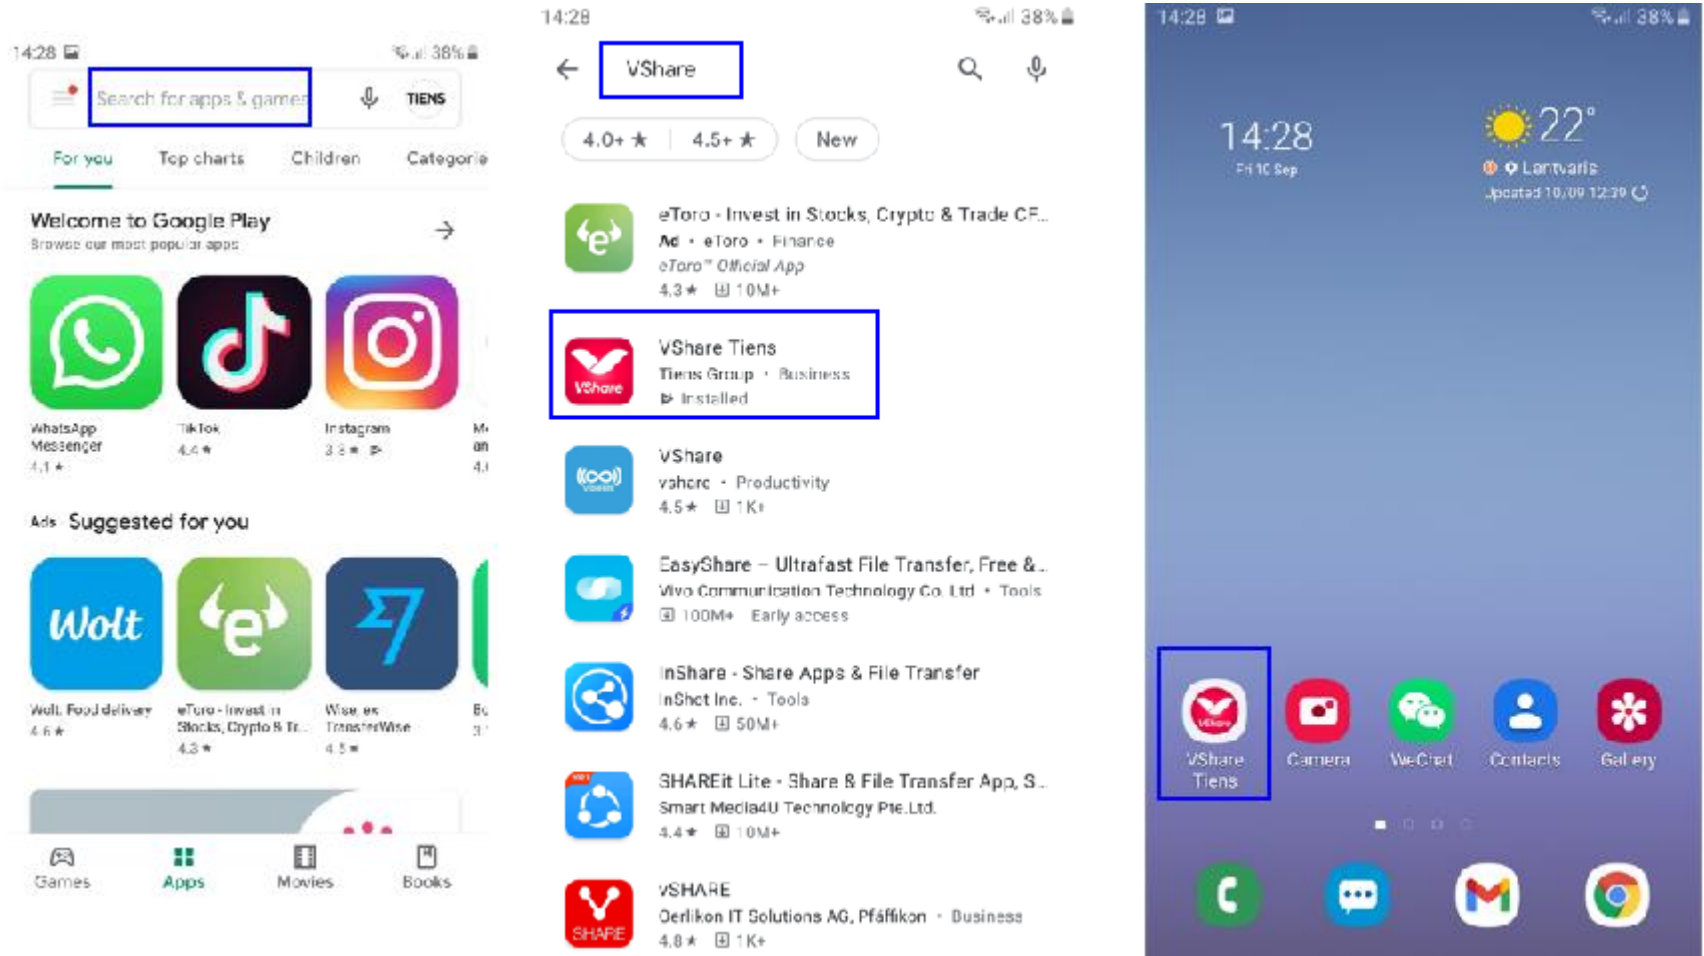 14:28
38%
Search for apps & games
TIENS
For you
Top charts
Children
Categorie
Welcome to Google Play
Browse our most popular apps
WhatsApp
Messenger
4.1 ★
TikTok
4.4 ★
Instagram
3.8 ★
Ads · Suggested for you
Wolt
Wolt: Food delivery
4.6 ★
e
eToro - Invest in
Stocks, Crypto & Tr...
4.3 ★
Wise, ex
TransferWise
4.5 ★
Games
Apps
Movies
Books
14:28
38%
VShare
4.0+ ★
4.5+ ★
New
eToro - Invest in Stocks, Crypto & Trade CF...
Ad • eToro • Finance
eToro™ Official App
4.3 ★ 10M+
VShare
VShare Tiens
Tiens Group • Business
Installed
VShare
vshare • Productivity
4.5 ★ 1K+
EasyShare – Ultrafast File Transfer, Free &...
Vivo Communication Technology Co. Ltd • Tools
100M+ Early access
InShare - Share Apps & File Transfer
InShot Inc. • Tools
4.6 ★ 50M+
SHAREit Lite - Share & File Transfer App, S...
Smart Media4U Technology Pte.Ltd.
4.4 ★ 10M+
SHARE
vSHARE
Oerlikon IT Solutions AG, Pfäffikon • Business
4.8 ★ 1K+
14:28
38%
14:28
Fri 10 Sep
22°
Lentvaris
Updated 10/09 12:39
VShare
VShare
Tiens
Camera
WeChat
Contacts
Gallery